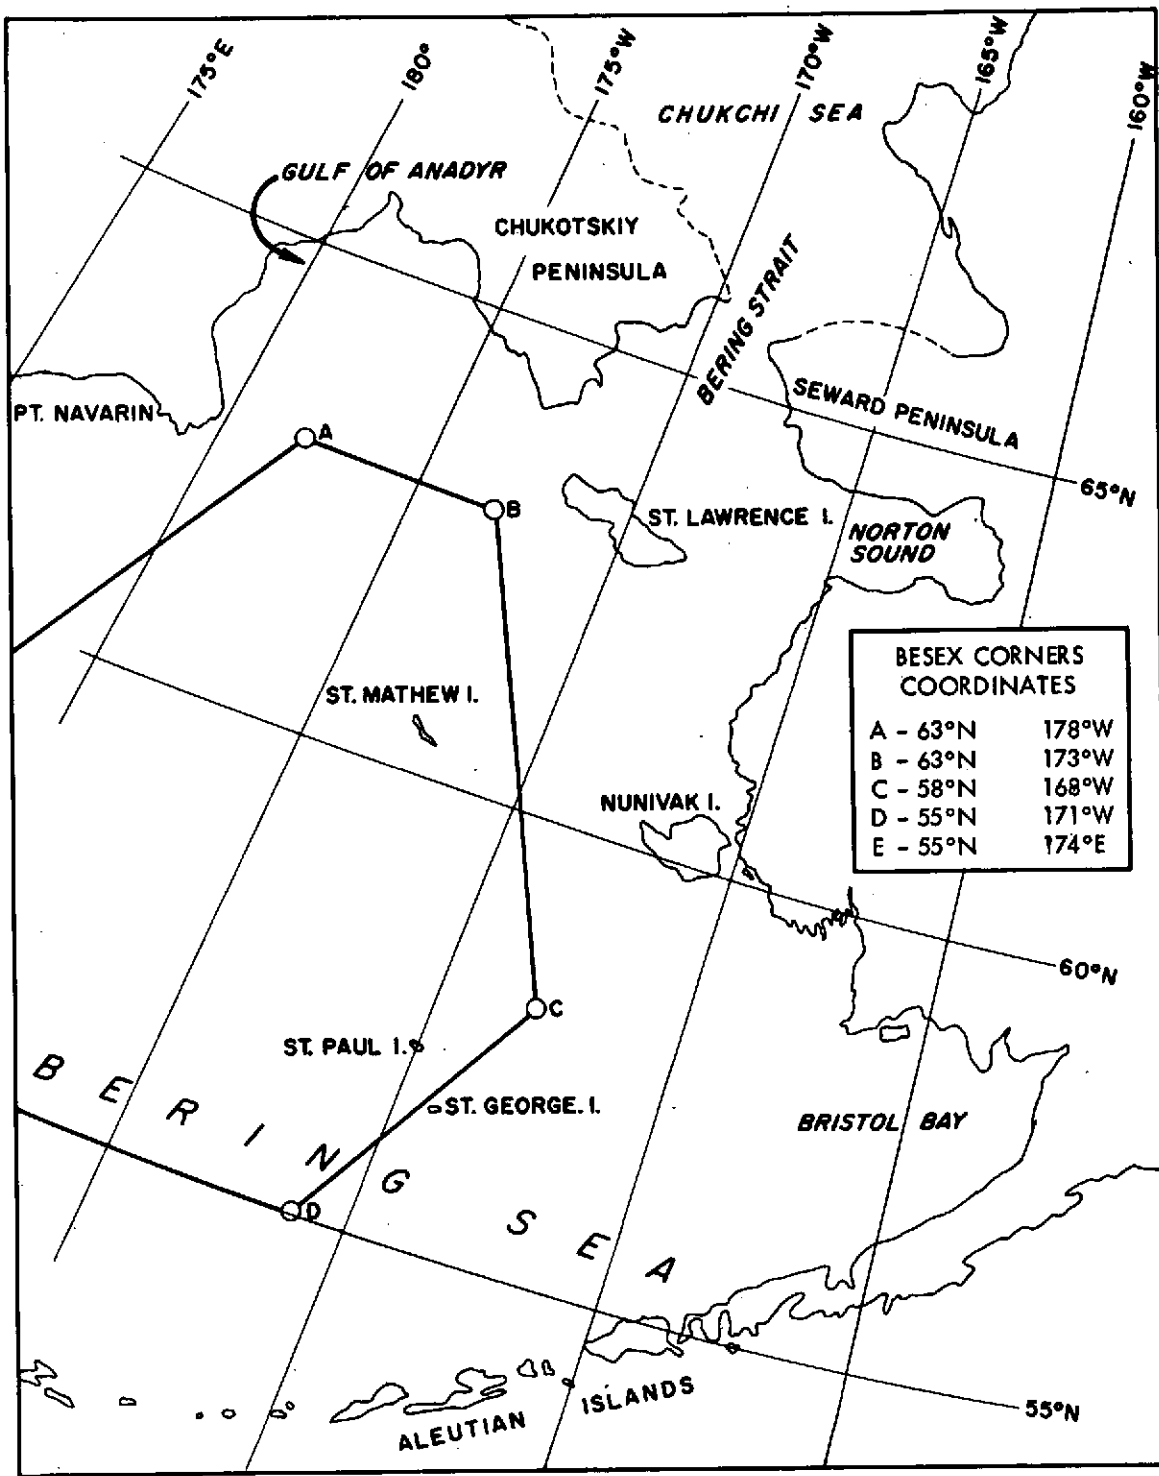 175°E
180°
175°W
170°W
165°W
160°W
CHUKCHI SEA
GULF OF ANADYR
CHUKOTSKIY
PENINSULA
BERING STRAIT
PT. NAVARIN
SEWARD PENINSULA
A
65°N
B
ST. LAWRENCE I.
NORTON
SOUND
BESEX CORNERS
COORDINATES
A - 63°N 178°W
B - 63°N 173°W
C - 58°N 168°W
D - 55°N 171°W
E - 55°N 174°E
ST. MATHEW I.
NUNIVAK I.
60°N
C
ST. PAUL I.
ST. GEORGE. I.
BRISTOL BAY
BERING SEA
D
ALEUTIAN ISLANDS
55°N